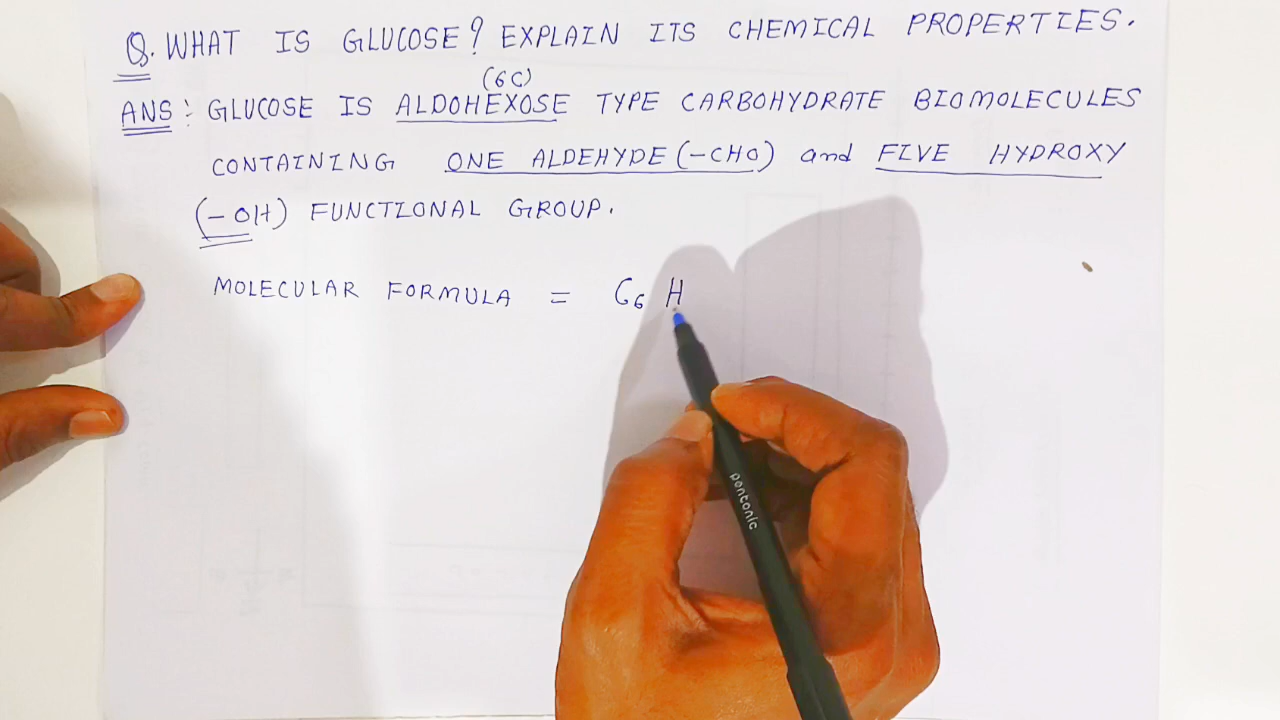 Q. WHAT IS GLUCOSE? EXPLAIN ITS CHEMICAL PROPERTIES.
(6C)
ANS: GLUCOSE IS ALDOHEXOSE TYPE CARBOHYDRATE BIOMOLECULES
CONTAINING ONE ALDEHYDE (-CHO) and FIVE HYDROXY
(-OH) FUNCTIONAL GROUP.
MOLECULAR FORMULA = C6 H
pentonic